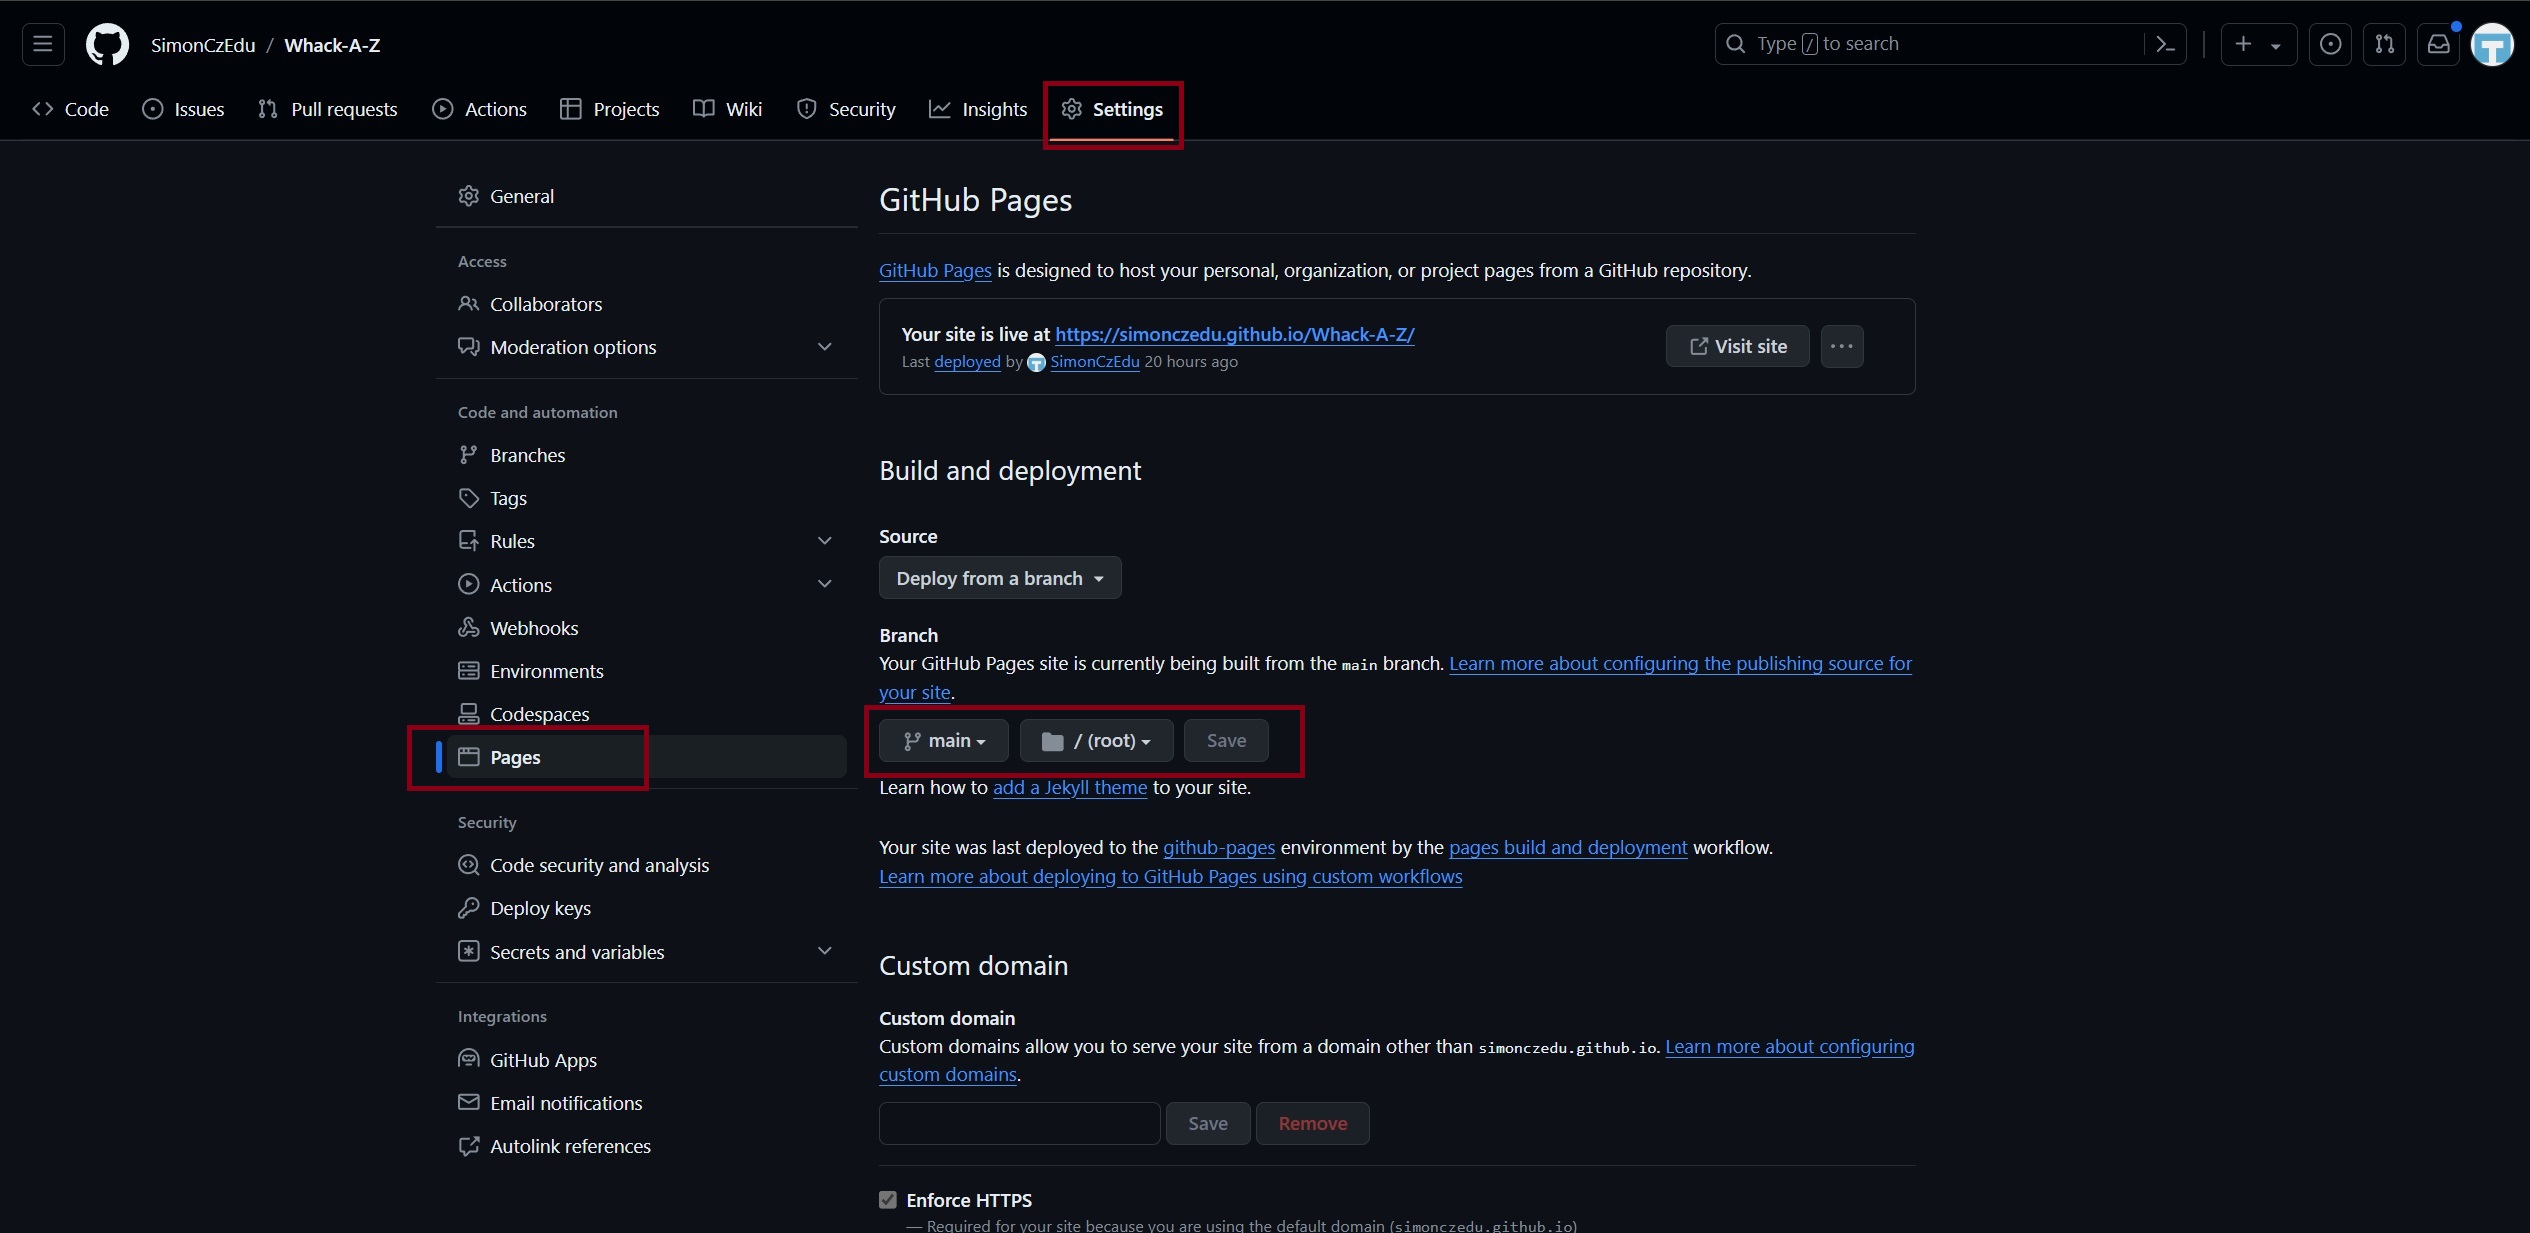 SimonCzEdu / Whack-A-Z
Type / to search
Code
Issues
Pull requests
Actions
Projects
Wiki
Security
Insights
Settings
General
Access
Collaborators
Moderation options
Code and automation
Branches
Tags
Rules
Actions
Webhooks
Environments
Codespaces
Pages
Security
Code security and analysis
Deploy keys
Secrets and variables
Integrations
GitHub Apps
Email notifications
Autolink references
GitHub Pages
GitHub Pages is designed to host your personal, organization, or project pages from a GitHub repository.
Your site is live at https://simonczedu.github.io/Whack-A-Z/
Last deployed by SimonCzEdu 20 hours ago
Visit site
Build and deployment
Source
Deploy from a branch
Branch
Your GitHub Pages site is currently being built from the main branch. Learn more about configuring the publishing source for
your site.
main
/ (root)
Save
Learn how to add a Jekyll theme to your site.
Your site was last deployed to the github-pages environment by the pages build and deployment workflow.
Learn more about deploying to GitHub Pages using custom workflows
Custom domain
Custom domain
Custom domains allow you to serve your site from a domain other than simonczedu.github.io. Learn more about configuring
custom domains.
Save
Remove
Enforce HTTPS
— Required for your site because you are using the default domain (simonczedu.github.io)